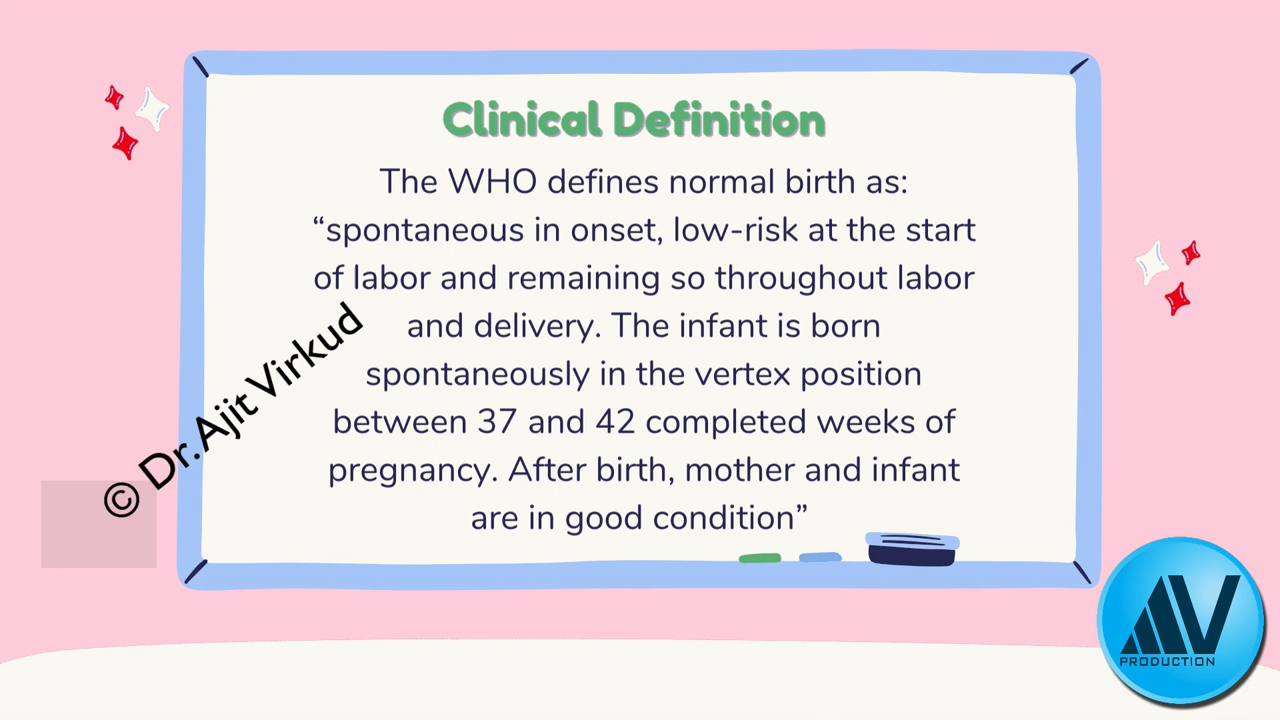 Clinical Definition
The WHO defines normal birth as:
“spontaneous in onset, low-risk at the start
of labor and remaining so throughout labor
and delivery. The infant is born
spontaneously in the vertex position
between 37 and 42 completed weeks of
pregnancy. After birth, mother and infant
are in good condition”
© Dr.Ajit Virkud
AV
PRODUCTION